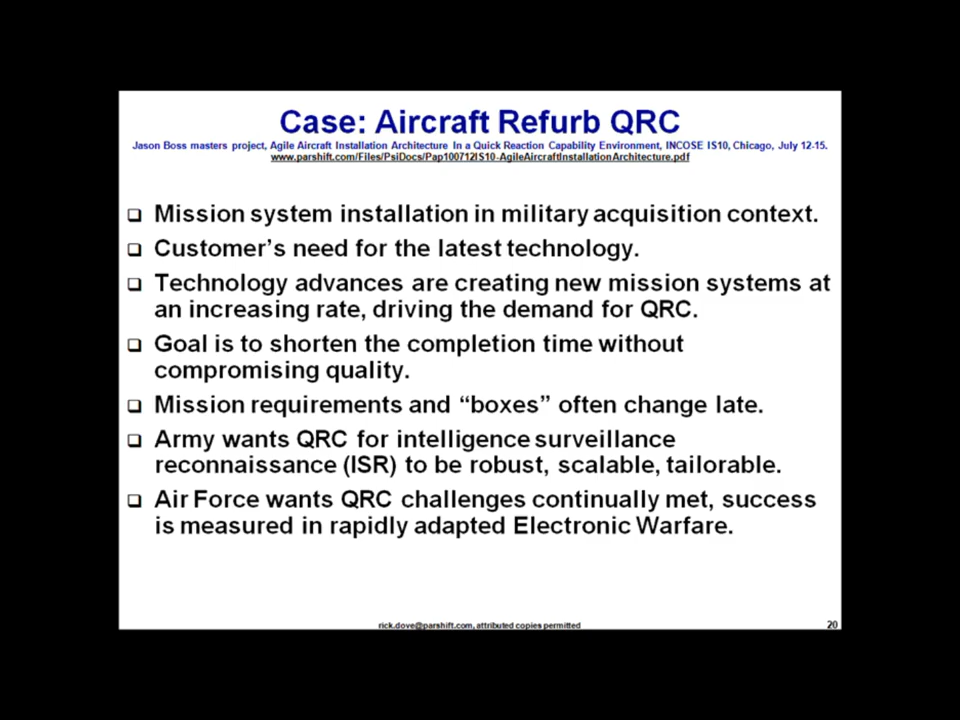 Case: Aircraft Refurb QRC
Jason Boss masters project, Agile Aircraft Installation Architecture In a Quick Reaction Capability Environment, INCOSE IS10, Chicago, July 12-15.
www.parshift.com/Files/PsiDocs/Pap100712IS10-AgileAircraftInstallationArchitecture.pdf
Mission system installation in military acquisition context.
Customer's need for the latest technology.
Technology advances are creating new mission systems at
an increasing rate, driving the demand for QRC.
Goal is to shorten the completion time without
compromising quality.
Mission requirements and “boxes” often change late.
Army wants QRC for intelligence surveillance
reconnaissance (ISR) to be robust, scalable, tailorable.
Air Force wants QRC challenges continually met, success
is measured in rapidly adapted Electronic Warfare.
rick.dove@parshift.com, attributed copies permitted
20